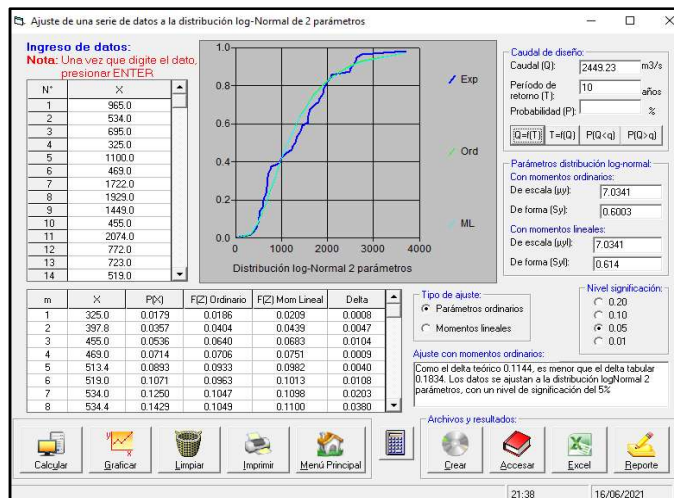 Ajuste de una serie de datos a la distribución log-Normal de 2 parámetros
Ingreso de datos:
Nota: Una vez que digite el dato,
presionar ENTER
N° X
1 965.0
2 534.0
3 695.0
4 325.0
5 1100.0
6 469.0
7 1722.0
8 1929.0
9 1449.0
10 455.0
11 2074.0
12 772.0
13 723.0
14 519.0
1.0
0.8
0.6
0.4
0.2
0.0
0 1000 2000 3000 4000
Distribución log-Normal 2 parámetros
Exp
Ord
ML
Caudal de diseño:
Caudal (Q): 2449.23 m3/s
Período de
retorno (T): 10 años
Probabilidad (P): %
Q=f(T) T=f(Q) P(Q<q) P(Q>q)
Parámetros distribución log-normal:
Con momentos ordinarios:
De escala (µy): 7.0341
De forma (Sy): 0.6003
Con momentos lineales:
De escala (µyl): 7.0341
De forma (Syl): 0.614
m X P(X) F(Z) Ordinario F(Z) Mom Lineal Delta
1 325.0 0.0179 0.0186 0.0209 0.0008
2 397.8 0.0357 0.0404 0.0439 0.0047
3 455.0 0.0536 0.0640 0.0683 0.0104
4 469.0 0.0714 0.0706 0.0751 0.0009
5 513.4 0.0893 0.0933 0.0982 0.0040
6 519.0 0.1071 0.0963 0.1013 0.0108
7 534.0 0.1250 0.1047 0.1098 0.0203
8 534.4 0.1429 0.1049 0.1100 0.0380
Tipo de ajuste:
Parámetros ordinarios
Momentos lineales
Nivel significación:
0.20
0.10
0.05
0.01
Ajuste con momentos ordinarios:
Como el delta teórico 0.1144, es menor que el delta tabular
0.1834. Los datos se ajustan a la distribución logNormal 2
parámetros, con un nivel de significación del 5%
Calcular
Graficar
Limpiar
Imprimir
Menú Principal
Archivos y resultados:
Crear
Accesar
Excel
Reporte
21:38 16/06/2021